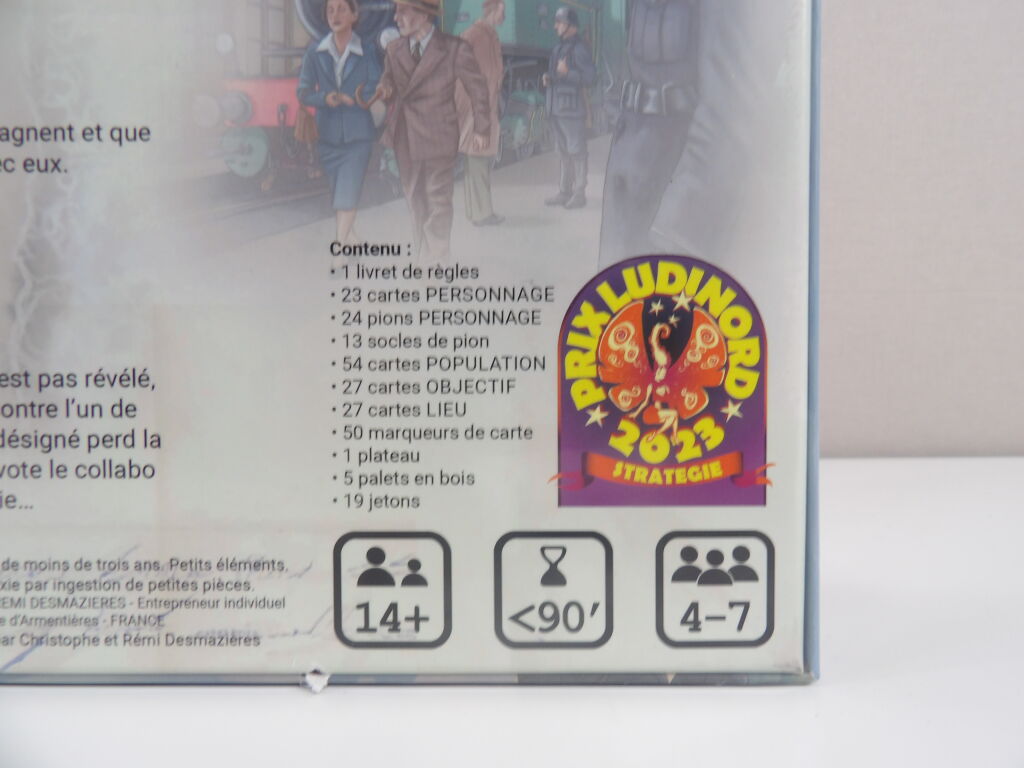 agnent et que
ec eux.
Contenu :
• 1 livret de règles
• 23 cartes PERSONNAGE
• 24 pions PERSONNAGE
• 13 socles de pion
• 54 cartes POPULATION
• 27 cartes OBJECTIF
• 27 cartes LIEU
• 50 marqueurs de carte
• 1 plateau
• 5 palets en bois
• 19 jetons
PRIX LUDINORD
2023
STRATEGIE
est pas révélé,
ontre l'un de
désigné perd la
vote le collabo
ie...
de moins de trois ans. Petits éléments.
xie par ingestion de petites pièces.
REMI DESMAZIERES - Entrepreneur individuel
e d'Armentières - FRANCE
ar Christophe et Rémi Desmazières
14+
<90'
4-7